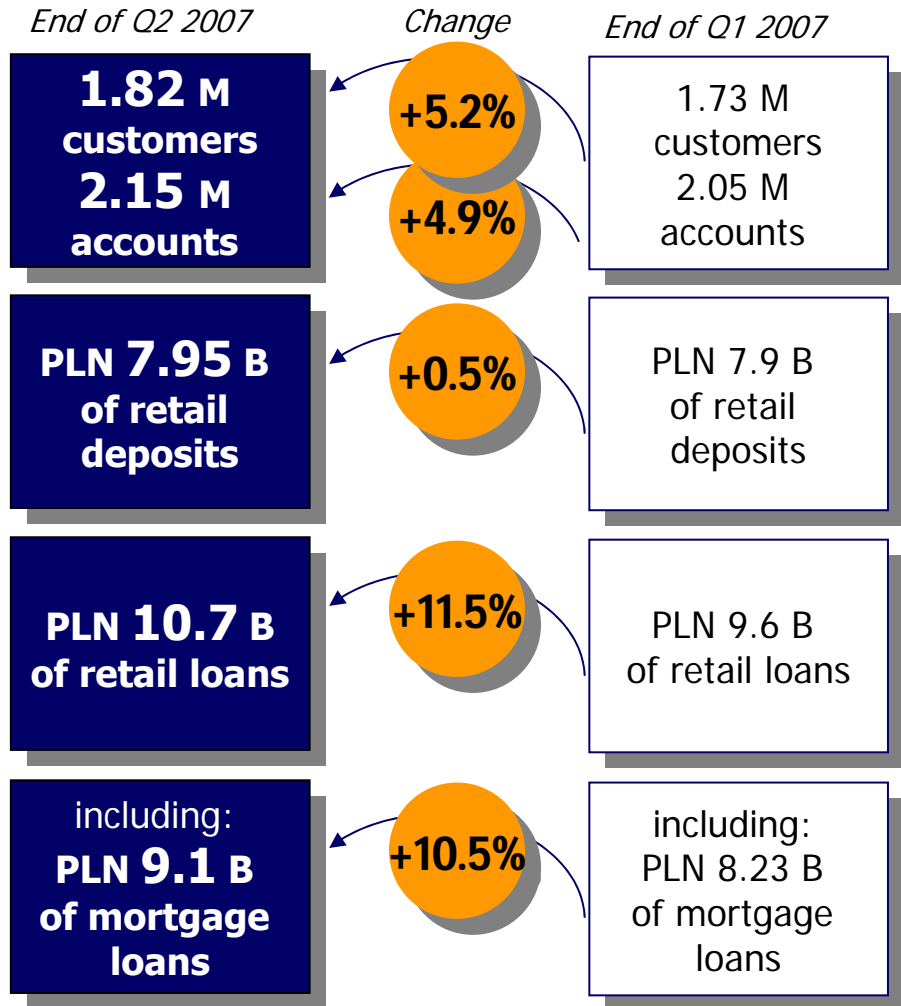 End of Q2 2007
Change
End of Q1 2007
1.82 M
customers
2.15 M
accounts
+5.2%
+4.9%
1.73 M
customers
2.05 M
accounts
PLN 7.95 B
of retail
deposits
+0.5%
PLN 7.9 B
of retail
deposits
PLN 10.7 B
of retail loans
+11.5%
PLN 9.6 B
of retail loans
including:
PLN 9.1 B
of mortgage
loans
+10.5%
including:
PLN 8.23 B
of mortgage
loans